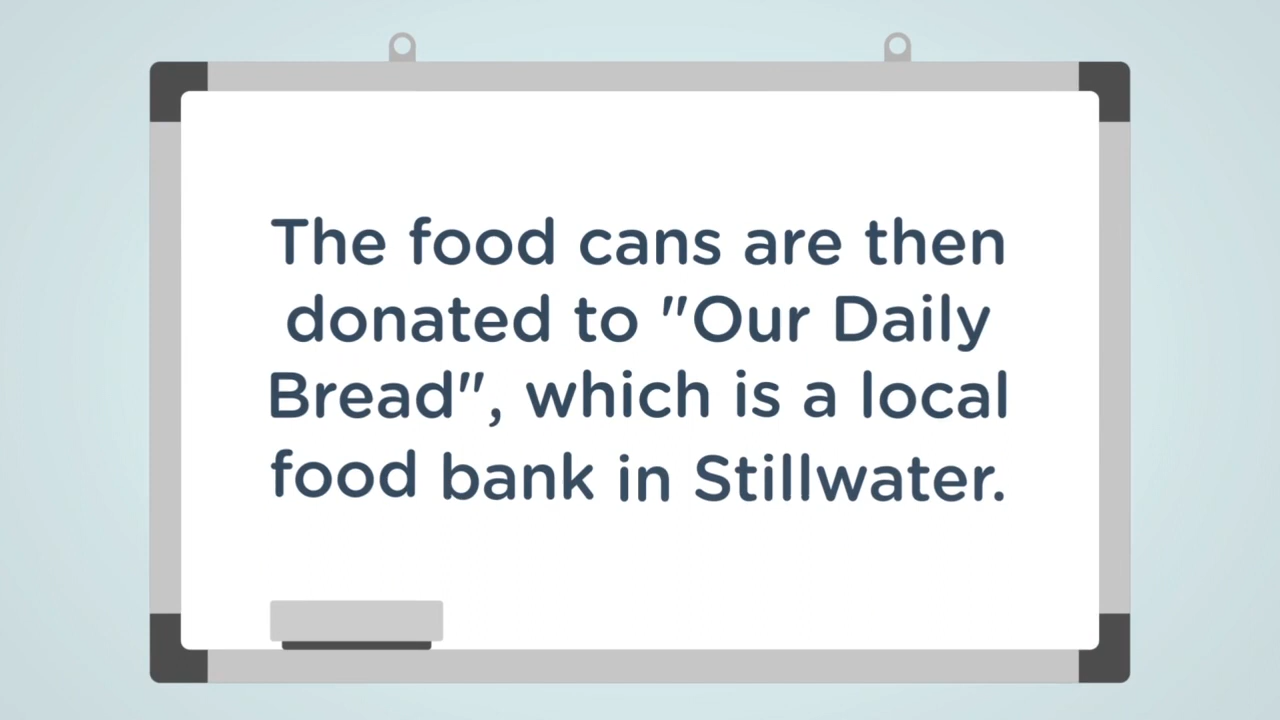 The food cans are then
donated to "Our Daily
Bread", which is a local
food bank in Stillwater.